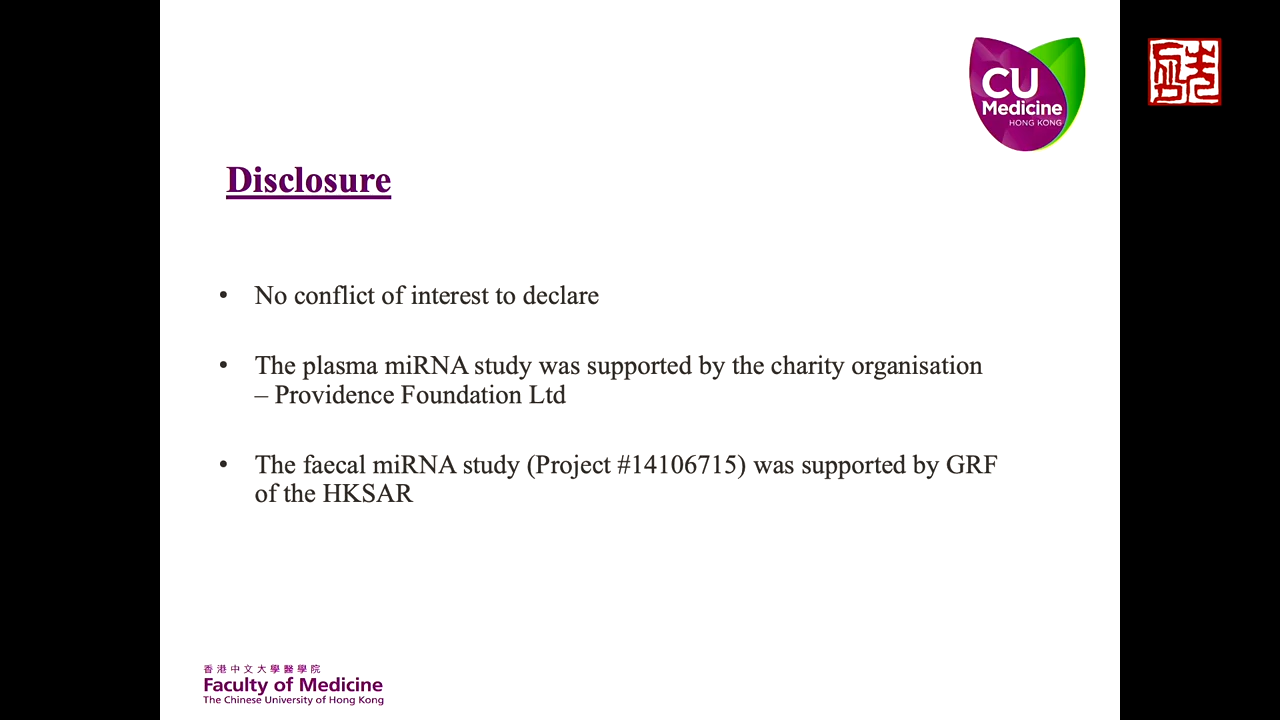 CU
Medicine
HONG KONG
Disclosure
• No conflict of interest to declare
• The plasma miRNA study was supported by the charity organisation
– Providence Foundation Ltd
• The faecal miRNA study (Project #14106715) was supported by GRF
of the HKSAR
香港中文大學醫學院
Faculty of Medicine
The Chinese University of Hong Kong